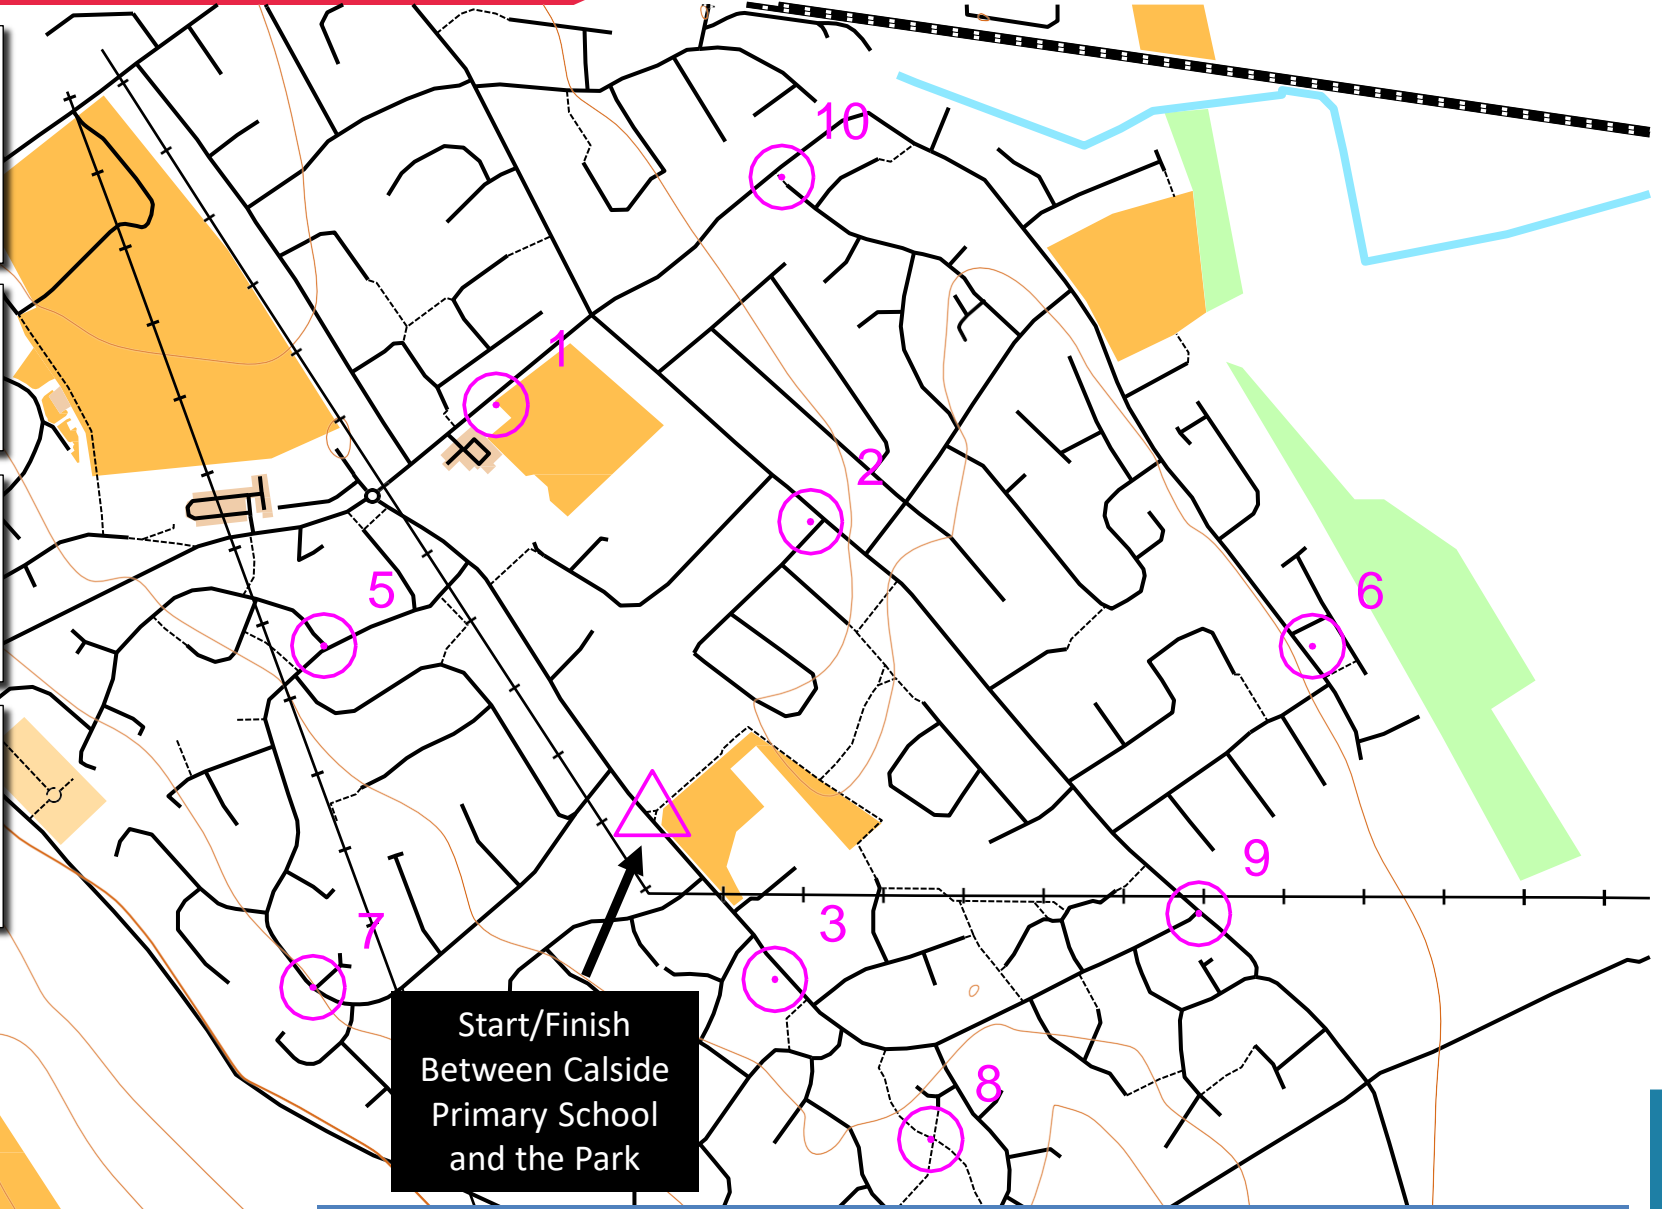 10
1
2
5
6
9
3
7
Start/Finish
Between Calside
Primary School
and the Park
8